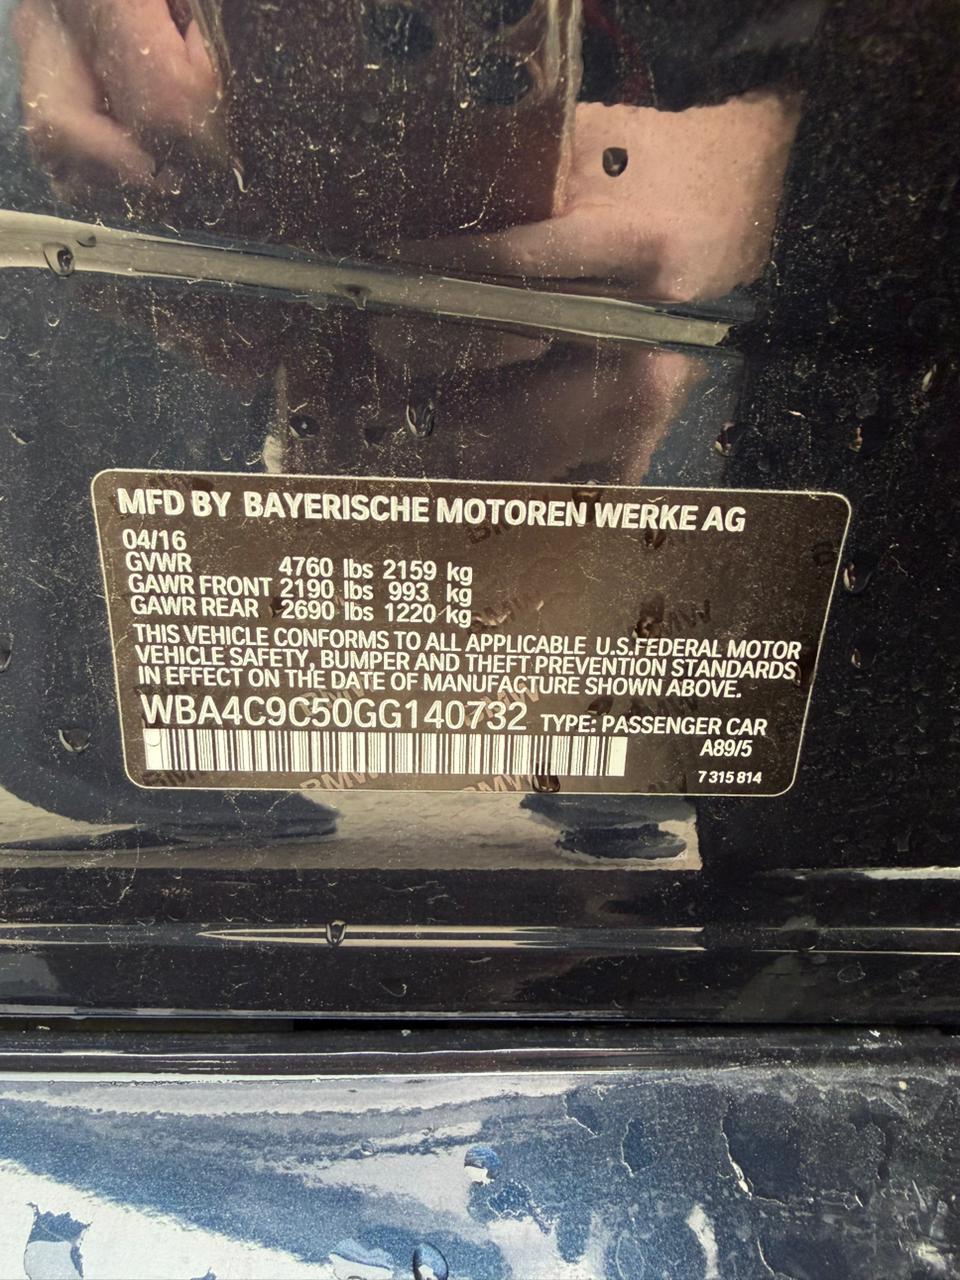 MFD BY BAYERISCHE MOTOREN WERKE AG
04/16
GVWR 4760 lbs 2159 kg
GAWR FRONT 2190 lbs 993 kg
GAWR REAR 2690 lbs 1220 kg
THIS VEHICLE CONFORMS TO ALL APPLICABLE U.S.FEDERAL MOTOR
VEHICLE SAFETY, BUMPER AND THEFT PREVENTION STANDARDS
IN EFFECT ON THE DATE OF MANUFACTURE SHOWN ABOVE.
WBA4C9C50GG140732 TYPE: PASSENGER CAR
A89/5
7 315 814